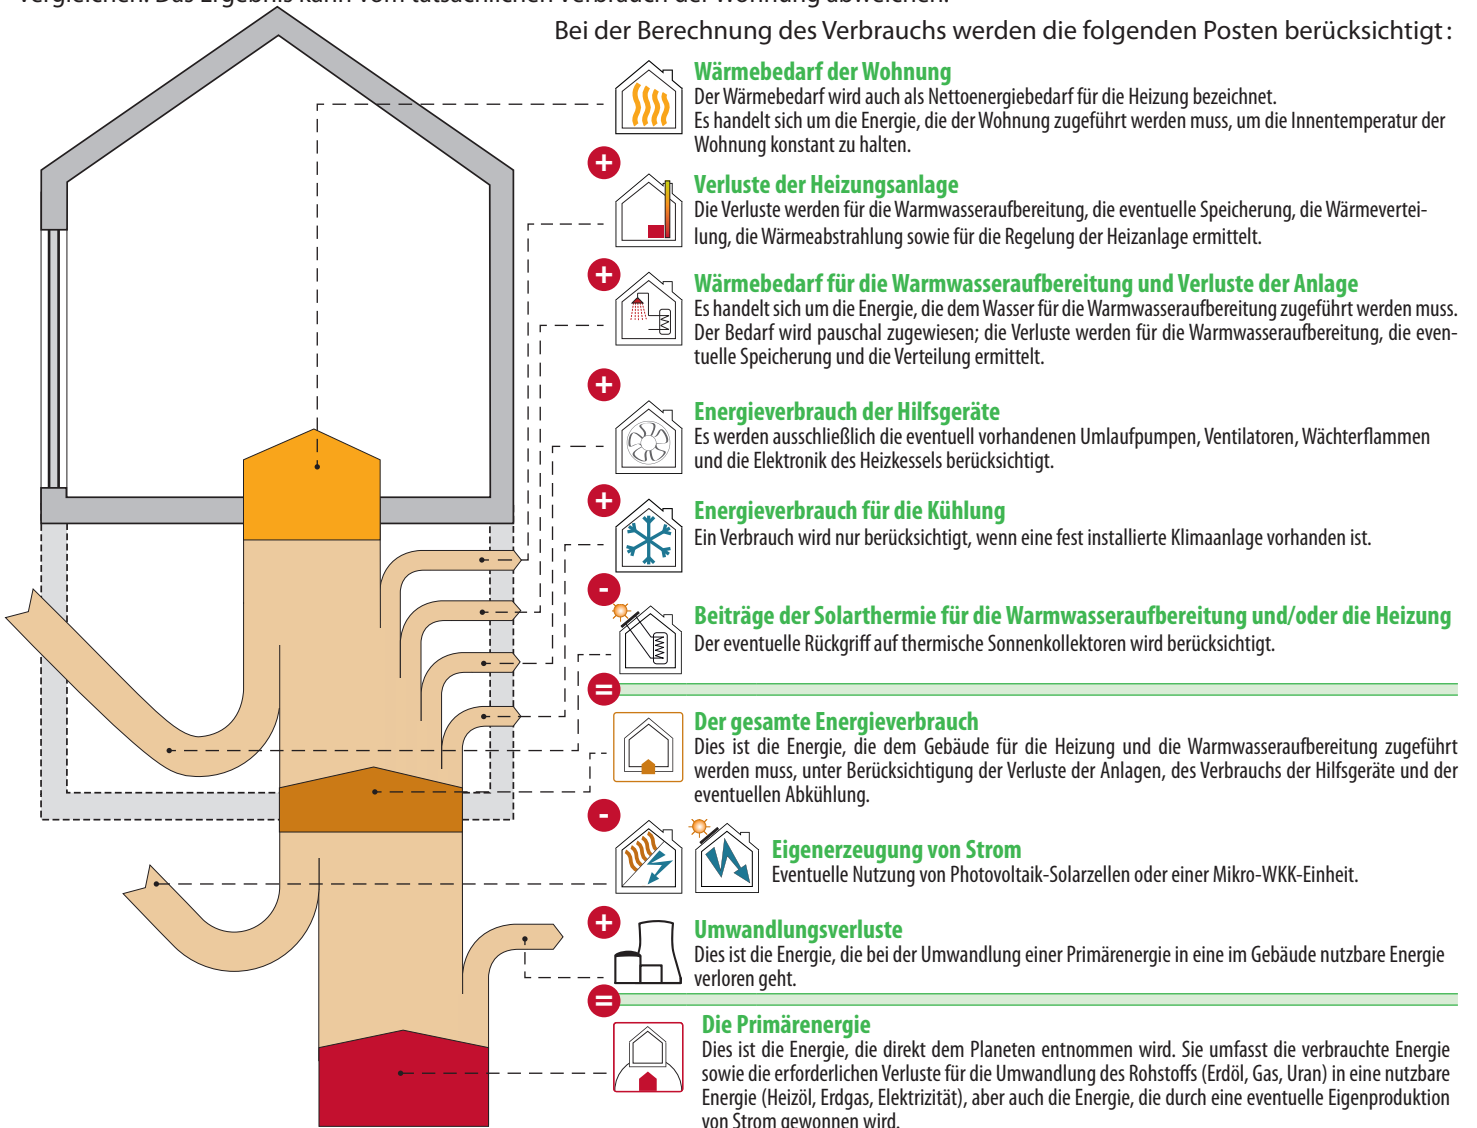 vergleichen. Das Ergebnis kann vom tatsächlichen Verbrauch der Wohnung abweichen.
Bei der Berechnung des Verbrauchs werden die folgenden Posten berücksichtigt :
Wärmebedarf der Wohnung
Der Wärmebedarf wird auch als Nettoenergiebedarf für die Heizung bezeichnet.
Es handelt sich um die Energie, die der Wohnung zugeführt werden muss, um die Innentemperatur der
Wohnung konstant zu halten.
+
Verluste der Heizungsanlage
Die Verluste werden für die Warmwasseraufbereitung, die eventuelle Speicherung, die Wärmevertei-
lung, die Wärmeabstrahlung sowie für die Regelung der Heizanlage ermittelt.
+
Wärmebedarf für die Warmwasseraufbereitung und Verluste der Anlage
Es handelt sich um die Energie, die dem Wasser für die Warmwasseraufbereitung zugeführt werden muss.
Der Bedarf wird pauschal zugewiesen; die Verluste werden für die Warmwasseraufbereitung, die even-
tuelle Speicherung und die Verteilung ermittelt.
+
Energieverbrauch der Hilfsgeräte
Es werden ausschließlich die eventuell vorhandenen Umlaufpumpen, Ventilatoren, Wächterflammen
und die Elektronik des Heizkessels berücksichtigt.
+
Energieverbrauch für die Kühlung
Ein Verbrauch wird nur berücksichtigt, wenn eine fest installierte Klimaanlage vorhanden ist.
-
Beiträge der Solarthermie für die Warmwasseraufbereitung und/oder die Heizung
Der eventuelle Rückgriff auf thermische Sonnenkollektoren wird berücksichtigt.
=
Der gesamte Energieverbrauch
Dies ist die Energie, die dem Gebäude für die Heizung und die Warmwasseraufbereitung zugeführt
werden muss, unter Berücksichtigung der Verluste der Anlagen, des Verbrauchs der Hilfsgeräte und der
eventuellen Abkühlung.
-
Eigenerzeugung von Strom
Eventuelle Nutzung von Photovoltaik-Solarzellen oder einer Mikro-WKK-Einheit.
+
Umwandlungsverluste
Dies ist die Energie, die bei der Umwandlung einer Primärenergie in eine im Gebäude nutzbare Energie
verloren geht.
=
Die Primärenergie
Dies ist die Energie, die direkt dem Planeten entnommen wird. Sie umfasst die verbrauchte Energie
sowie die erforderlichen Verluste für die Umwandlung des Rohstoffs (Erdöl, Gas, Uran) in eine nutzbare
Energie (Heizöl, Erdgas, Elektrizität), aber auch die Energie, die durch eine eventuelle Eigenproduktion
von Strom gewonnen wird.